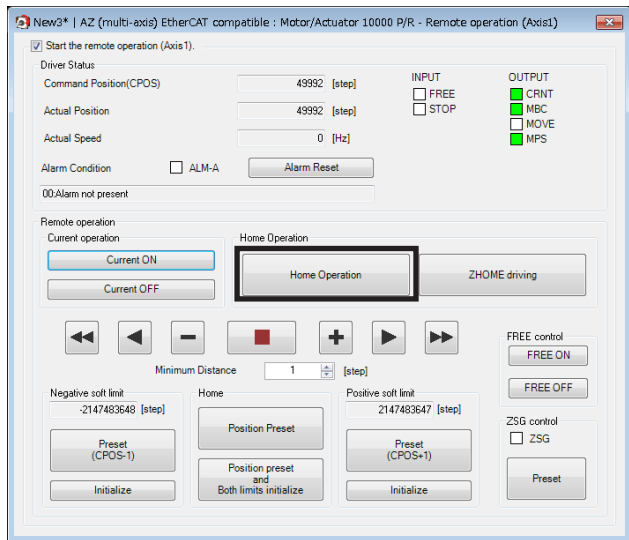 New3* | AZ (multi-axis) EtherCAT compatible : Motor/Actuator 10000 P/R - Remote operation (Axis1)
Start the remote operation (Axis1).
Driver Status
Command Position(CPOS) 49992 [step]
INPUT OUTPUT
FREE CRNT
Actual Position 49992 [step]
STOP MBC
MOVE
Actual Speed 0 [Hz]
MPS
Alarm Condition ALM-A Alarm Reset
00:Alarm not present
Remote operation
Current operation
Current ON
Current OFF
Home Operation
Home Operation
ZHOME driving
Minimum Distance 1 [step]
FREE control
FREE ON
FREE OFF
Negative soft limit
-2147483648 [step]
Preset
(CPOS-1)
Initialize
Home
Position Preset
Position preset
and
Both limits initialize
Positive soft limit
2147483647 [step]
Preset
(CPOS+1)
Initialize
ZSG control
ZSG
Preset